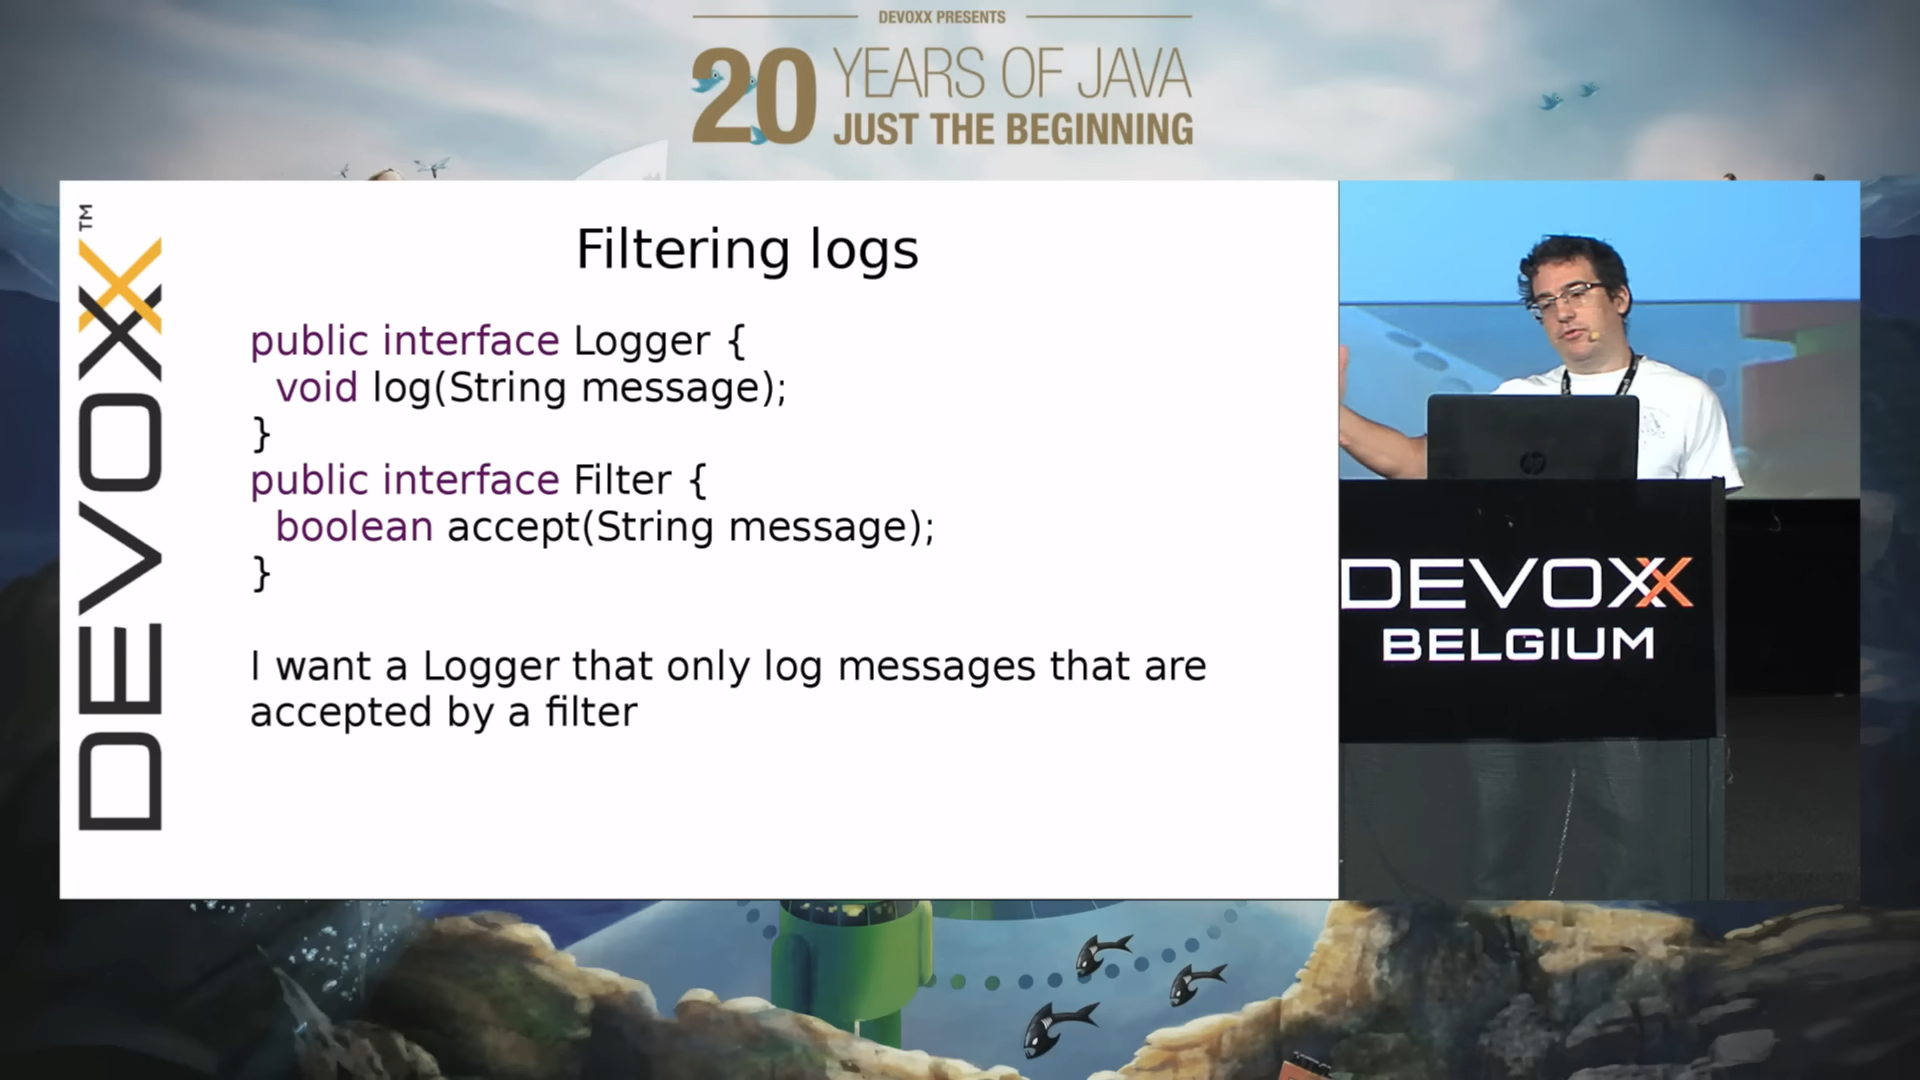 DEVOXX PRESENTS
20 YEARS OF JAVA
JUST THE BEGINNING
DEVOXX™
Filtering logs
public interface Logger {
void log(String message);
}
public interface Filter {
boolean accept(String message);
}
I want a Logger that only log messages that are
accepted by a filter
hp
DEVOXX
BELGIUM